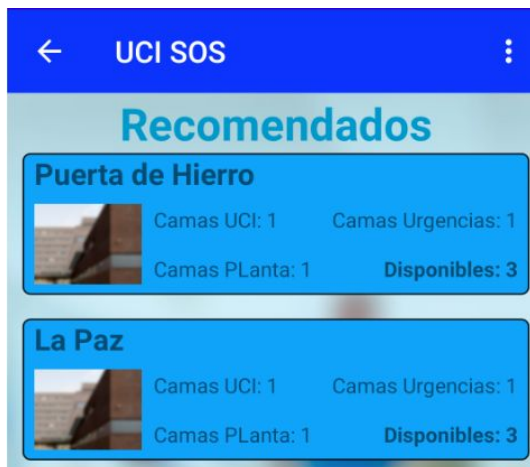 UCI SOS
Recomendados
Puerta de Hierro
Camas UCI: 1 Camas Urgencias: 1
Camas PLanta: 1 Disponibles: 3
La Paz
Camas UCI: 1 Camas Urgencias: 1
Camas PLanta: 1 Disponibles: 3